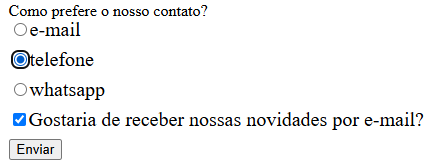 Como prefere o nosso contato?
e-mail
telefone
whatsapp
Gostaria de receber nossas novidades por e-mail?
Enviar